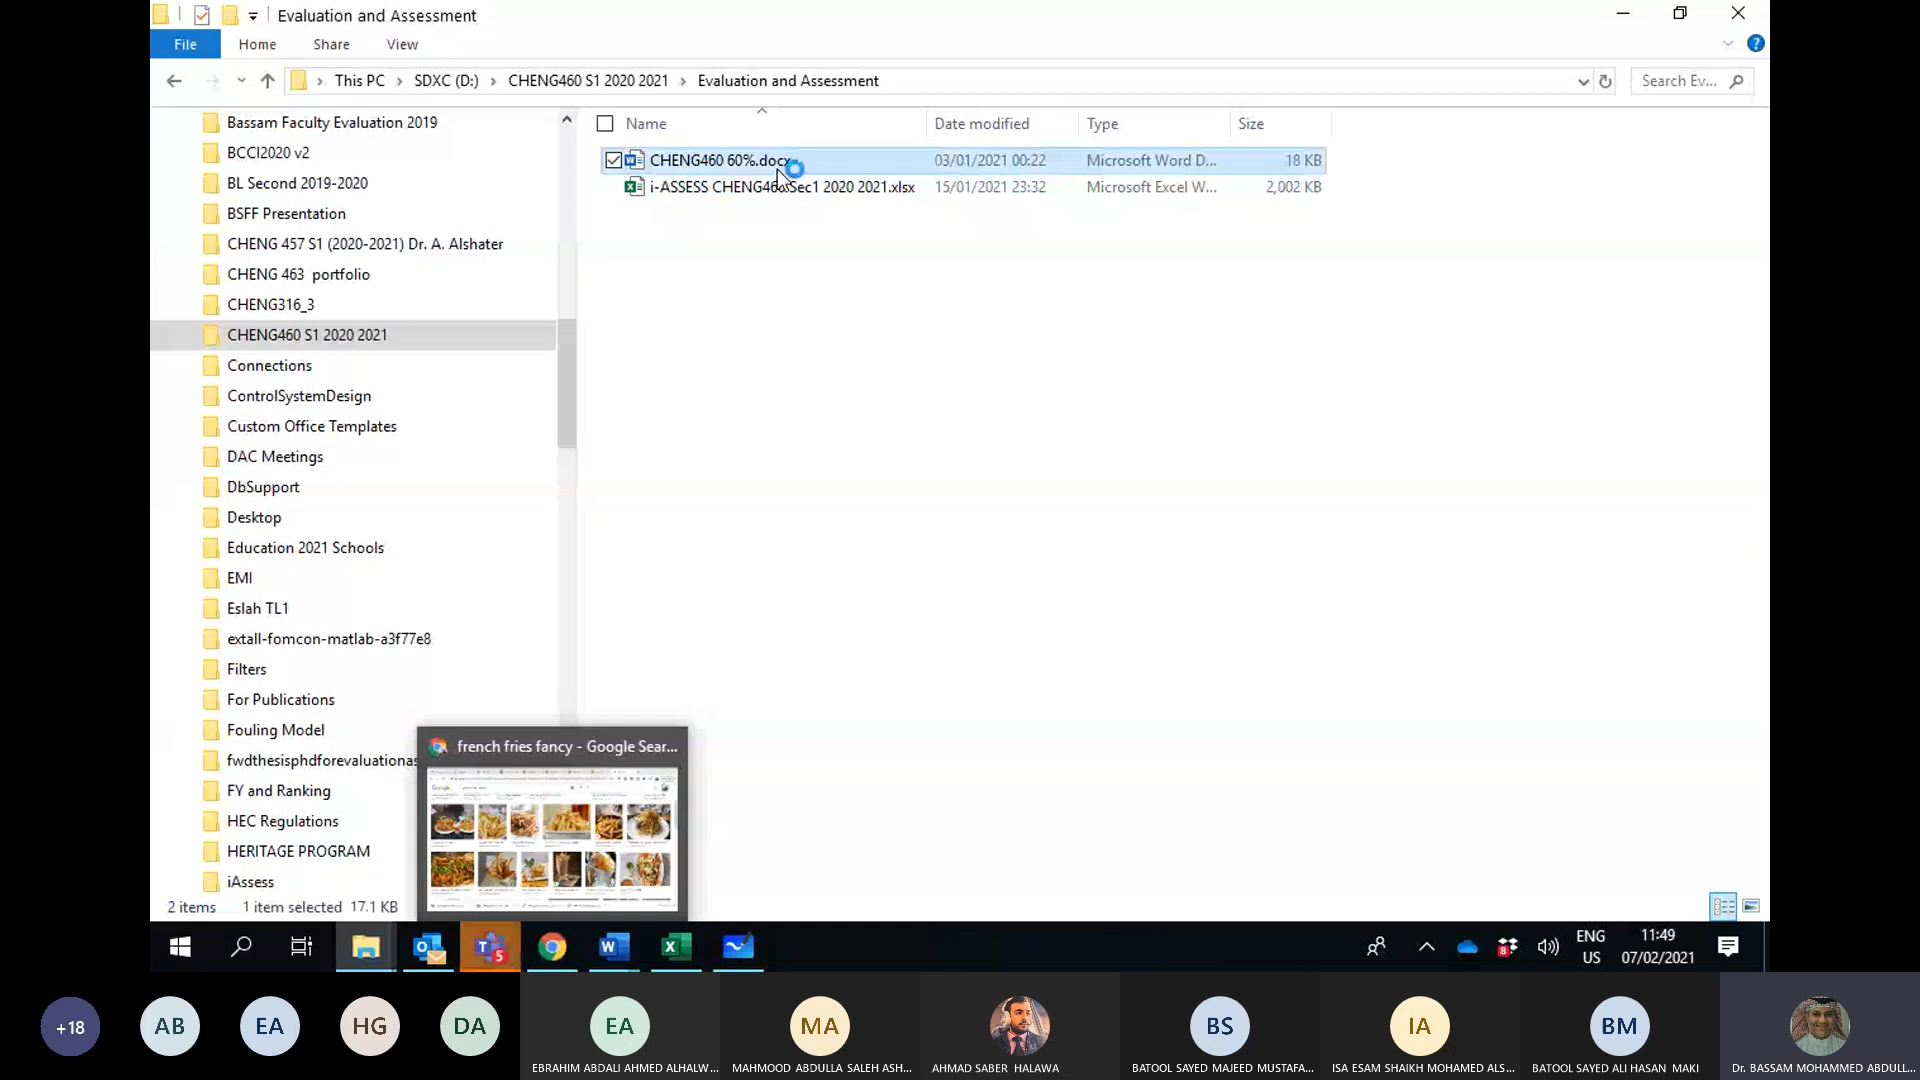 Evaluation and Assessment
File Home Share View
This PC > SDXC (D:) > CHENG460 S1 2020 2021 > Evaluation and Assessment
Search Ev...
Name Date modified Type Size
CHENG460 60%.docx 03/01/2021 00:22 Microsoft Word D... 18 KB
i-ASSESS CHENG460 Sec1 2020 2021.xlsx 15/01/2021 23:32 Microsoft Excel W... 2,002 KB
Bassam Faculty Evaluation 2019
BCCI2020 v2
BL Second 2019-2020
BSFF Presentation
CHENG 457 S1 (2020-2021) Dr. A. Alshater
CHENG 463 portfolio
CHENG316_3
CHENG460 S1 2020 2021
Connections
ControlSystemDesign
Custom Office Templates
DAC Meetings
DbSupport
Desktop
Education 2021 Schools
EMI
Eslah TL1
extall-fomcon-matlab-a3f77e8
Filters
For Publications
Fouling Model
fwdthesisphdforevaluationas
FY and Ranking
HEC Regulations
HERITAGE PROGRAM
iAssess
french fries fancy - Google Sear...
2 items 1 item selected 17.1 KB
ENG
US
11:49
07/02/2021
+18 AB EA HG DA EA MA BS IA BM
EBRAHIM ABDALI AHMED ALHALW...
MAHMOOD ABDULLA SALEH ASH...
AHMAD SABER HALAWA
BATOOL SAYED MAJEED MUSTAFA...
ISA ESAM SHAIKH MOHAMED ALS...
BATOOL SAYED ALI HASAN MAKI
Dr. BASSAM MOHAMMED ABDULL...